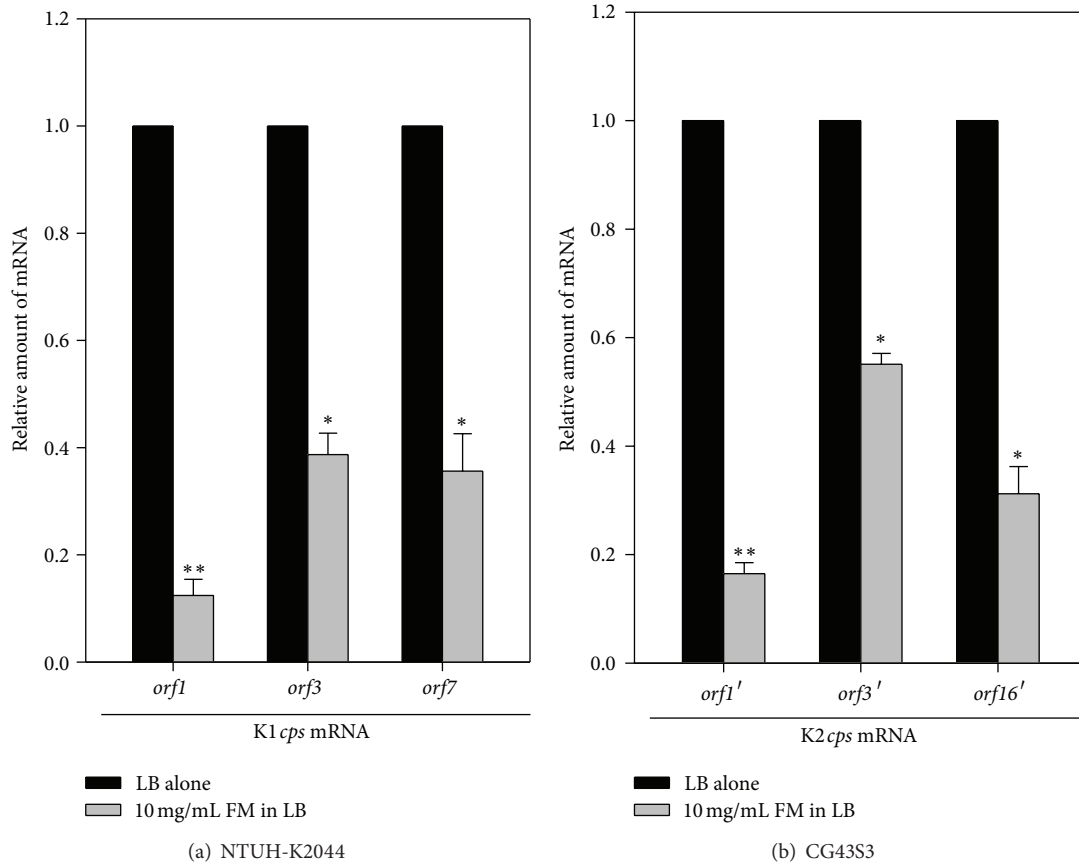 1.2
1.0
0.8
0.6
0.4
0.2
0.0
Relative amount of mRNA
**
*
*
orf1
orf3
orf7
K1 cps mRNA
LB alone
10 mg/mL FM in LB
(a) NTUH-K2044
1.2
1.0
0.8
0.6
0.4
0.2
0.0
Relative amount of mRNA
**
*
*
orf1′
orf3′
orf16′
K2 cps mRNA
LB alone
10 mg/mL FM in LB
(b) CG43S3